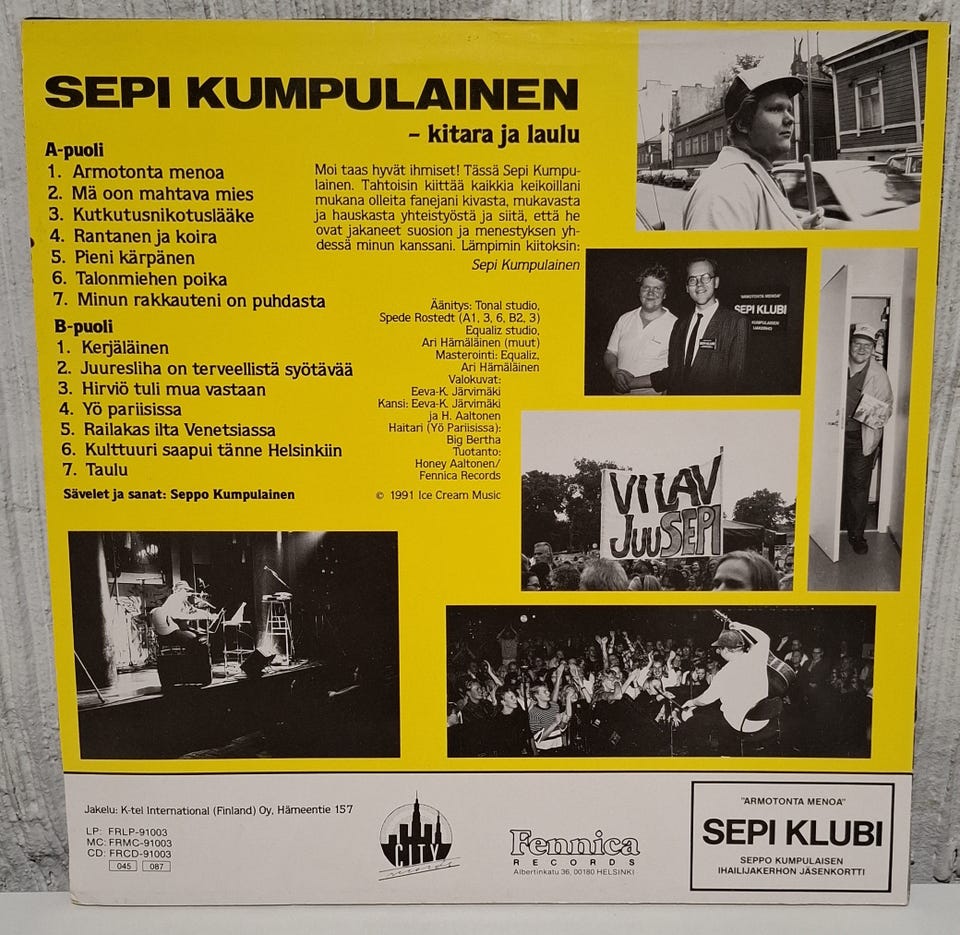 SEPI KUMPULAINEN
– kitara ja laulu
A-puoli
1. Armotonta menoa
2. Mä oon mahtava mies
3. Kutkutusnikotuslääke
4. Rantanen ja koira
5. Pieni kärpänen
6. Talonmiehen poika
7. Minun rakkauteni on puhdasta
B-puoli
1. Kerjäläinen
2. Juuresliha on terveellistä syötävää
3. Hirviö tuli mua vastaan
4. Yö pariisissa
5. Railakas ilta Venetsiassa
6. Kulttuuri saapui tänne Helsinkiin
7. Taulu
Sävelet ja sanat: Seppo Kumpulainen
Moi taas hyvät ihmiset! Tässä Sepi Kumpu-
lainen. Tahtoisin kiittää kaikkia keikoillani
mukana olleita fanejani kivasta, mukavasta
ja hauskasta yhteistyöstä ja siitä, että he
ovat jakaneet suosion ja menestyksen yh-
dessä minun kanssani. Lämpimin kiitoksin:
Sepi Kumpulainen
Äänitys: Tonal studio,
Spede Rostedt (A1, 3, 6, B2, 3)
Equaliz studio,
Ari Hämäläinen (muut)
Masterointi: Equaliz,
Ari Hämäläinen
Valokuvat:
Eeva-K. Järvimäki
Kansi: Eeva-K. Järvimäki
ja H. Aaltonen
Haitari (Yö Pariisissa):
Big Bertha
Tuotanto:
Honey Aaltonen/
Fennica Records
© 1991 Ice Cream Music
"ARMOTONTA MENOA"
SEPI KLUBI
VILAV
JUU SEPI
Jakelu: K-tel International (Finland) Oy, Hämeentie 157
LP: FRLP-91003
MC: FRMC-91003
CD: FRCD-91003
045 087
CITY
records
Fennica
RECORDS
Albertinkatu 36, 00180 HELSINKI
"ARMOTONTA MENOA"
SEPI KLUBI
SEPPO KUMPULAISEN
IHAILIJAKERHON JÄSENKORTTI